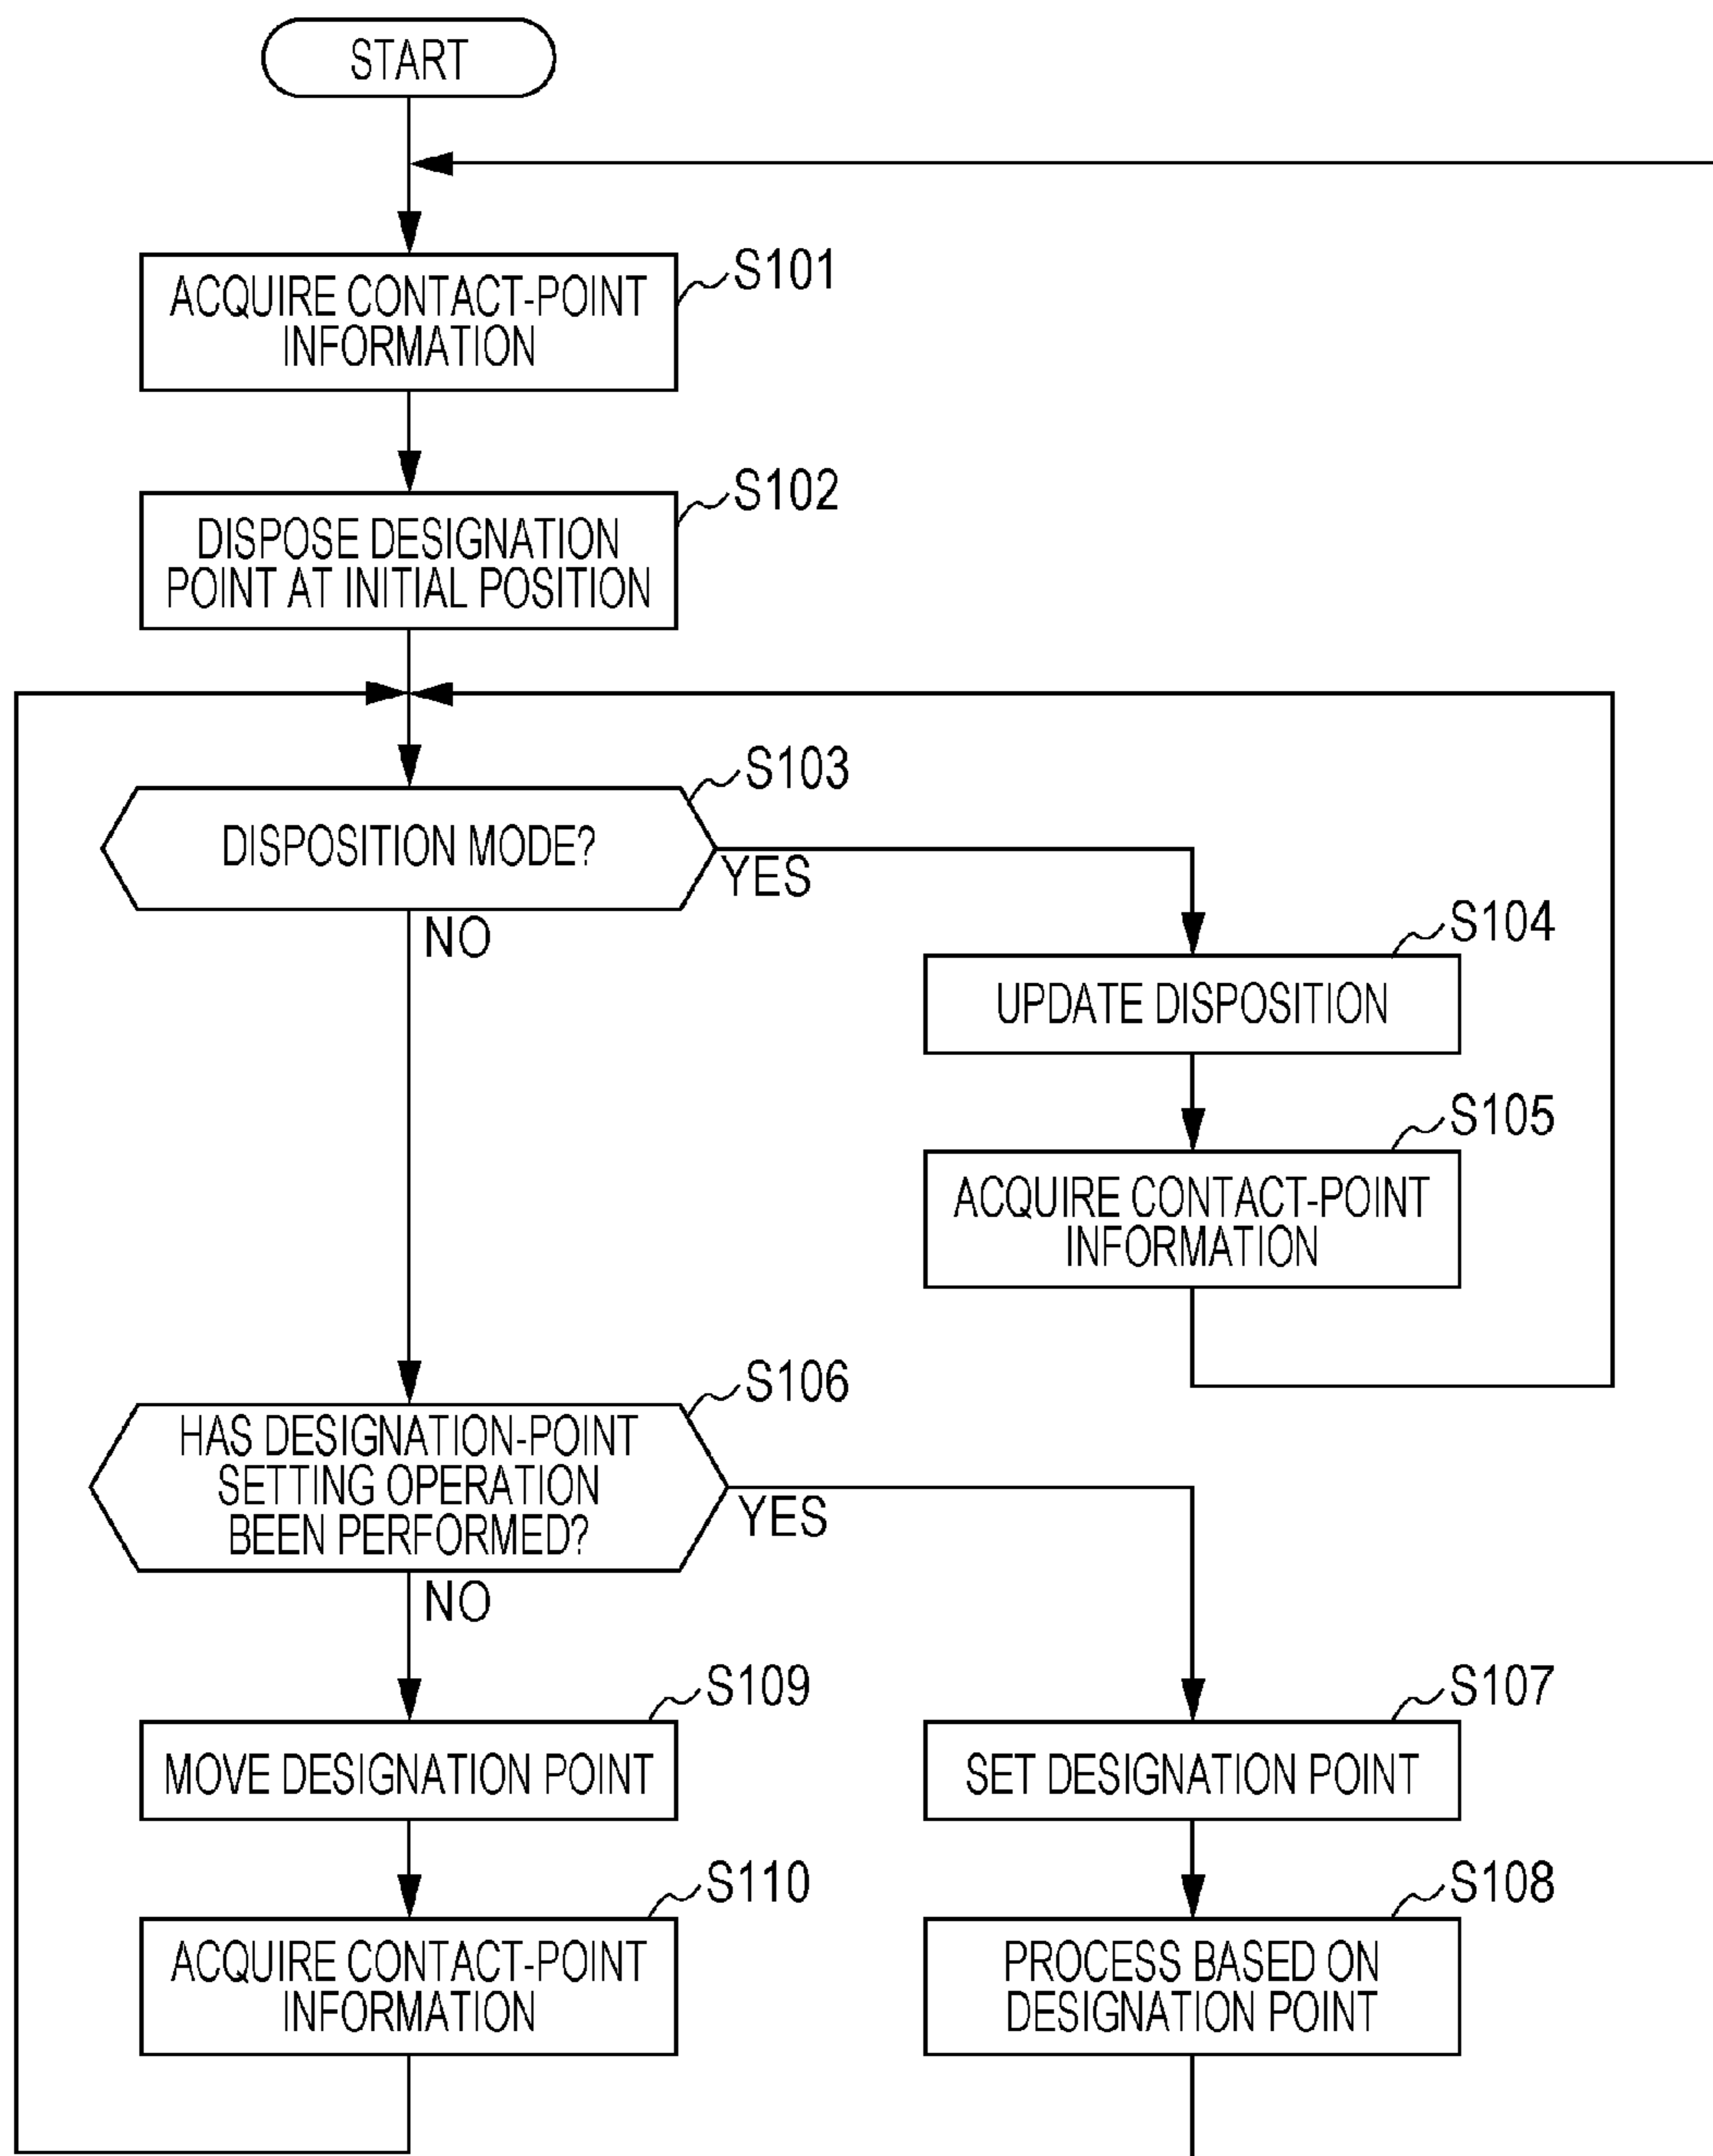 START
S101
ACQUIRE CONTACT-POINT
INFORMATION
S102
DISPOSE DESIGNATION
POINT AT INITIAL POSITION
S103
DISPOSITION MODE?
YES
NO
S104
UPDATE DISPOSITION
S105
ACQUIRE CONTACT-POINT
INFORMATION
S106
HAS DESIGNATION-POINT
SETTING OPERATION
BEEN PERFORMED?
YES
NO
S109
MOVE DESIGNATION POINT
S107
SET DESIGNATION POINT
S110
ACQUIRE CONTACT-POINT
INFORMATION
S108
PROCESS BASED ON
DESIGNATION POINT